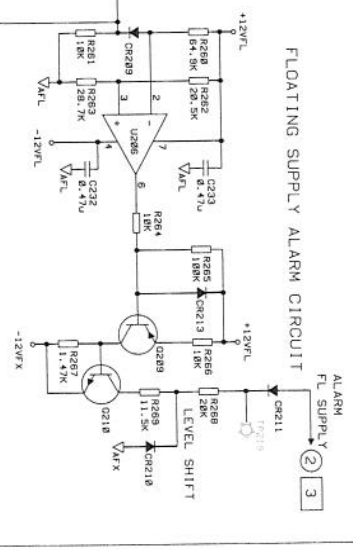 FLOATING SUPPLY ALARM CIRCUIT
ALARM
FL SUPPLY
2
3
+12VFL
R260
64.9K
R262
20.5K
C233
0.47u
AFL
CR209
R261
10K
R263
28.7K
AFL
2
3
-
+
U206
7
4
6
-12VFL
C232
0.47u
AFL
R264
10K
R265
100K
CR213
+12VFL
R266
10K
Q209
R267
1.47K
-12VFX
Q210
R269
11.5K
CR210
AFX
R268
20K
LEVEL SHIFT
CR211